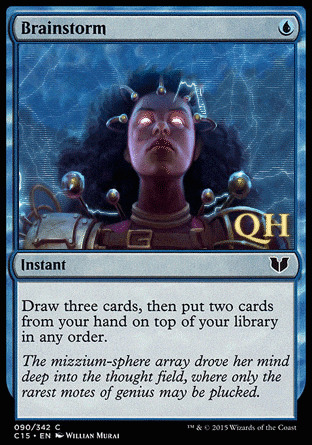 Brainstorm
QH
Instant
Draw three cards, then put two cards
from your hand on top of your library
in any order.
The mizzium-sphere array drove her mind
deep into the thought field, where only the
rarest motes of genius may be plucked.
090/342 C
C15 • EN Willian Murai
™ & © 2015 Wizards of the Coast